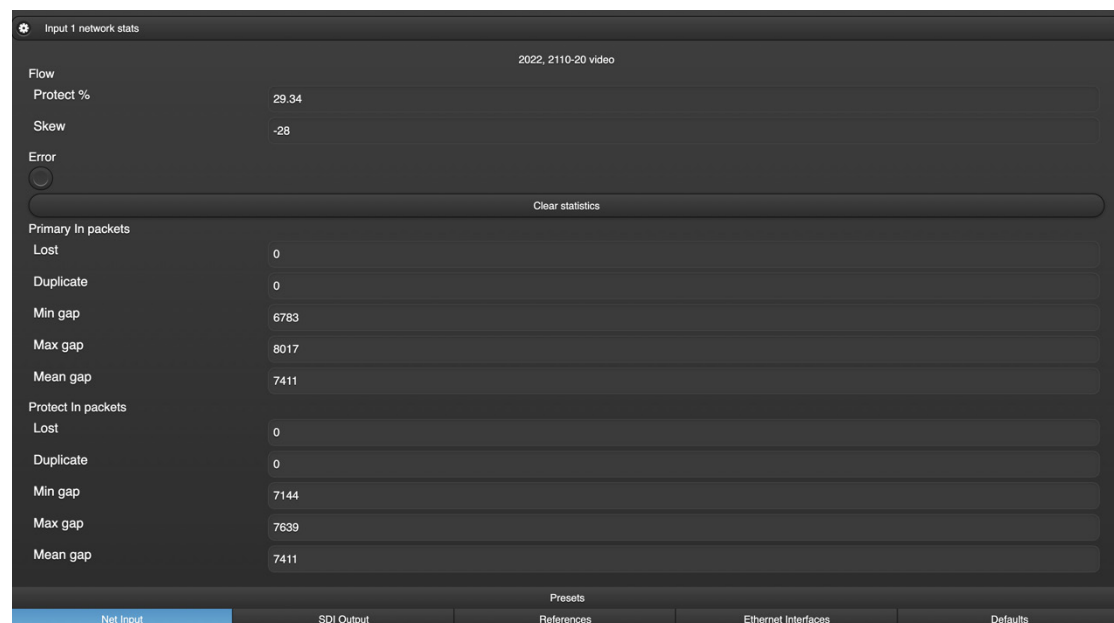 Input 1 network stats
2022, 2110-20 video
Flow
Protect % 29.34
Skew -28
Error
Clear statistics
Primary In packets
Lost 0
Duplicate 0
Min gap 6783
Max gap 8017
Mean gap 7411
Protect In packets
Lost 0
Duplicate 0
Min gap 7144
Max gap 7639
Mean gap 7411
Presets
Net Input SDI Output References Ethernet Interfaces Defaults